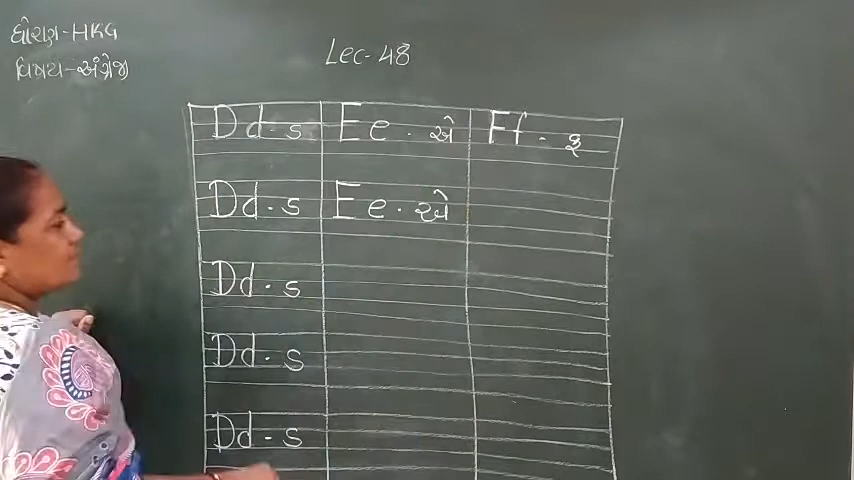 ધોરણ-HKG
વિષય-અંગ્રેજી
Lec-48
Dd-ડ Ee-એ Ff-ફ
Dd-ડ Ee-એ
Dd-ડ
Dd-ડ
Dd-ડ